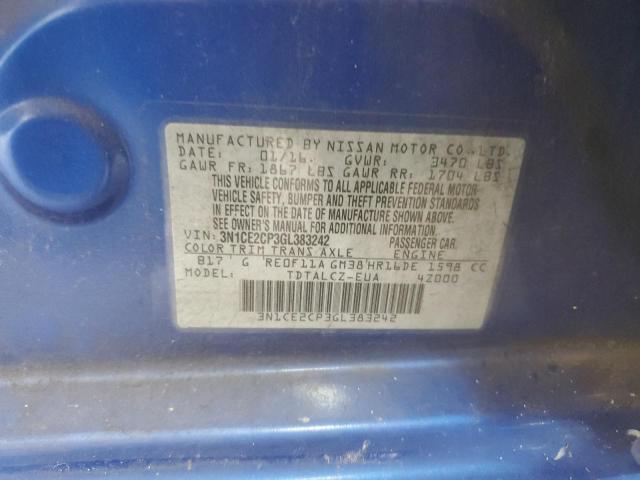 MANUFACTURED BY NISSAN MOTOR CO.,LTD.
DATE: 01/16. GVWR: 3470 LBS
GAWR FR: 1867 LBS GAWR RR: 1704 LBS
THIS VEHICLE CONFORMS TO ALL APPLICABLE FEDERAL MOTOR
VEHICLE SAFETY, BUMPER AND THEFT PREVENTION STANDARDS
IN EFFECT ON THE DATE OF MANUFACTURE SHOWN ABOVE.
SEE OWNER'S MANUAL OR DEALER FOR ADDITIONAL INFORMATION
VIN: 3N1CE2CP3GL383242 PASSENGER CAR.
COLOR TRIM TRANS AXLE ENGINE
B17' G RE0F11A GM38'HR16DE 1598 CC
MODEL: TDTALCZ-EUA 4Z000
3N1CE2CP3GL383242